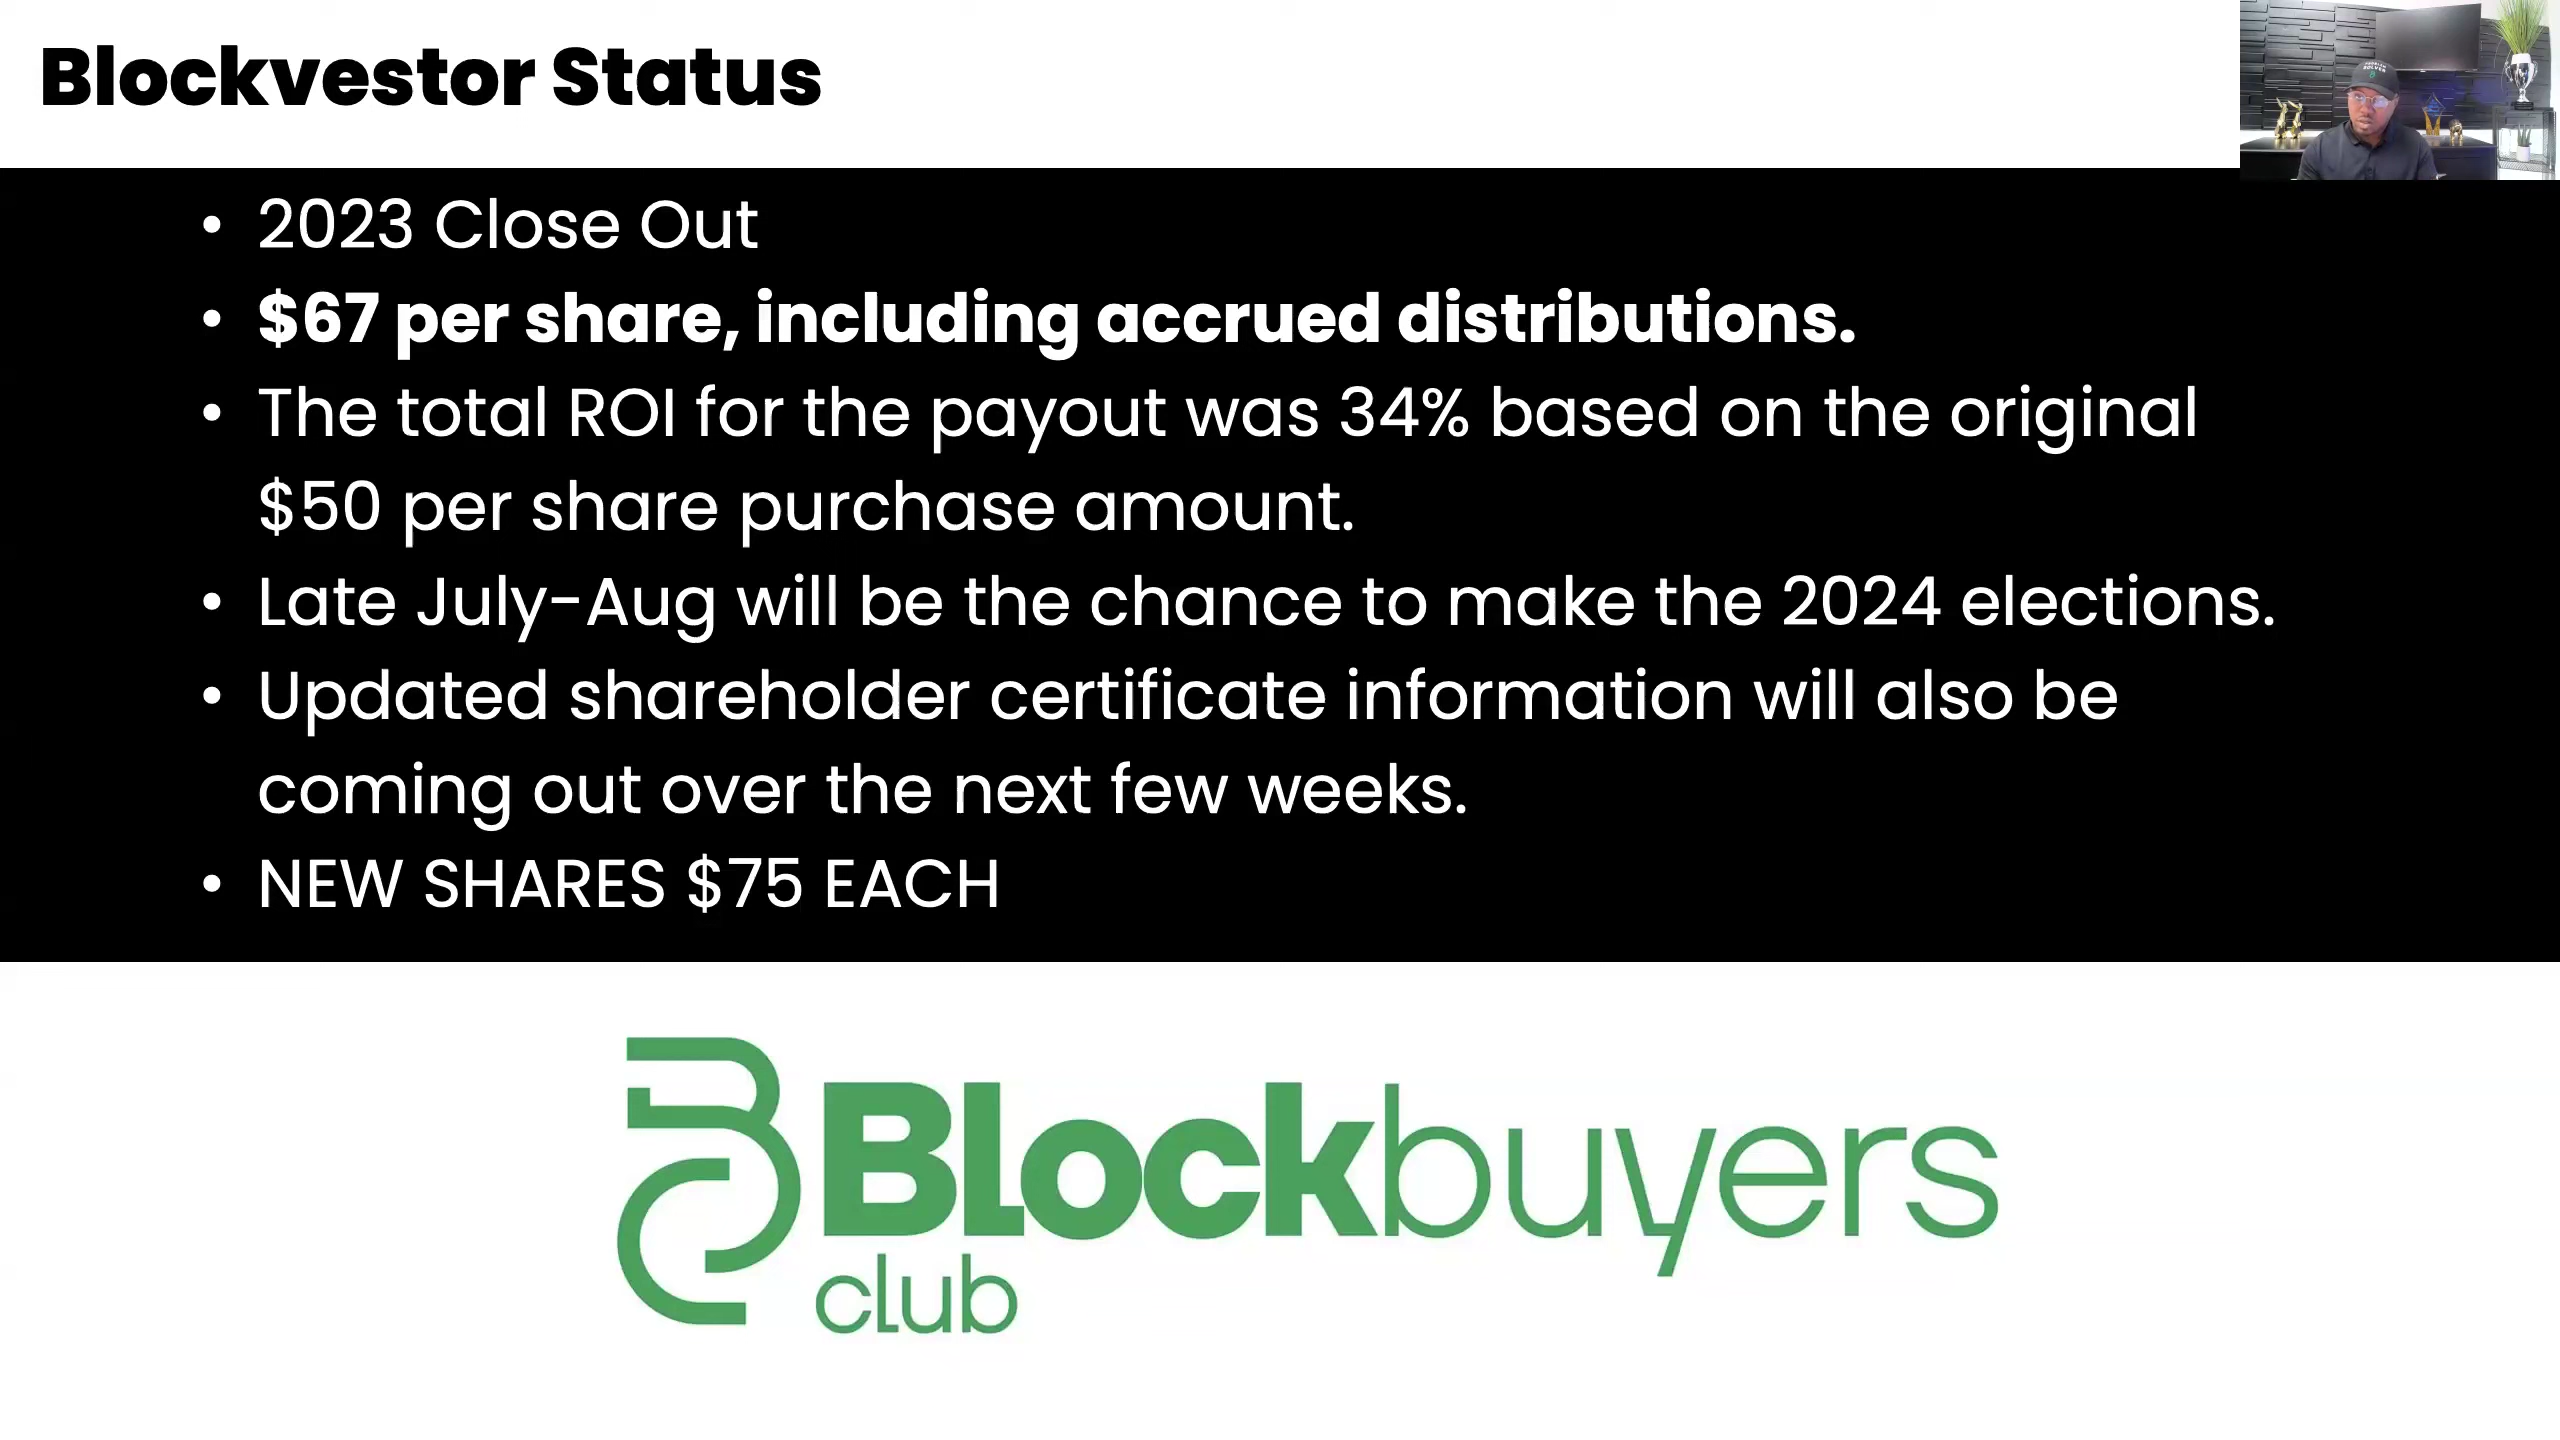 Blockvestor Status
PROBLEM
SOLVER
• 2023 Close Out
• $67 per share, including accrued distributions.
• The total ROI for the payout was 34% based on the original
$50 per share purchase amount.
• Late July-Aug will be the chance to make the 2024 elections.
• Updated shareholder certificate information will also be
coming out over the next few weeks.
• NEW SHARES $75 EACH
Blockbuyers
club